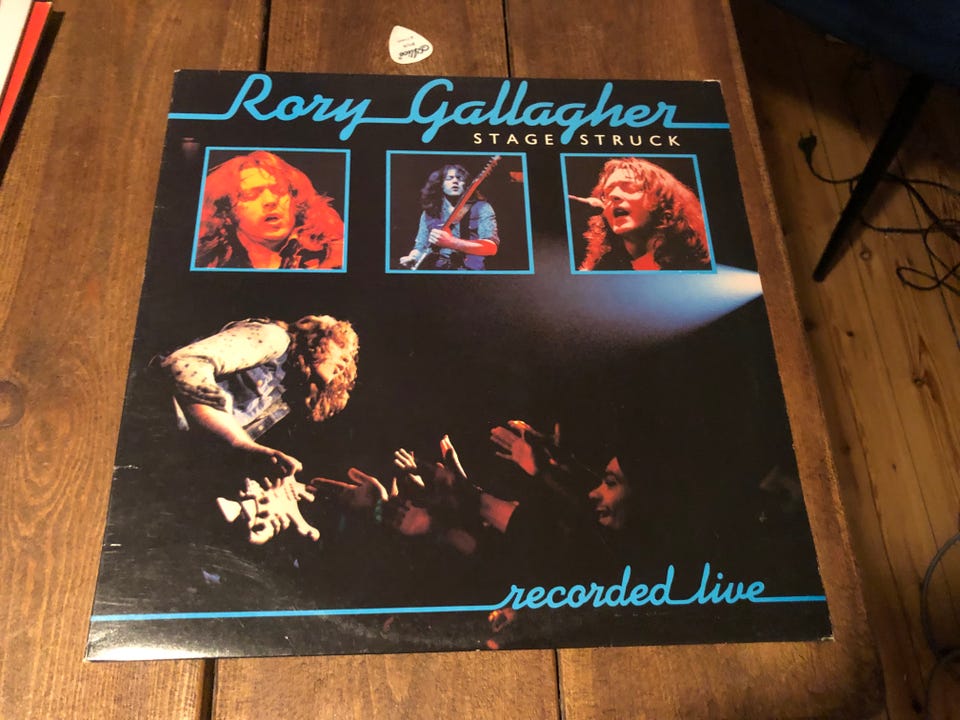 Rory Gallagher
STAGE STRUCK
recorded live